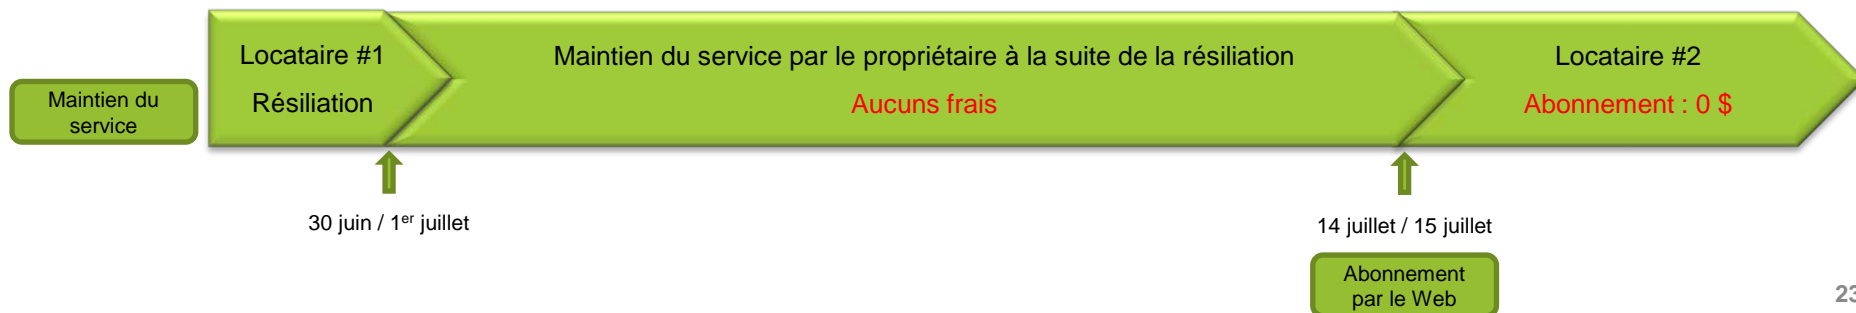 Locataire #1
Résiliation
Maintien du service par le propriétaire à la suite de la résiliation
Aucuns frais
Locataire #2
Abonnement : 0 $
Maintien du
service
30 juin / 1er juillet
14 juillet / 15 juillet
Abonnement
par le Web
23